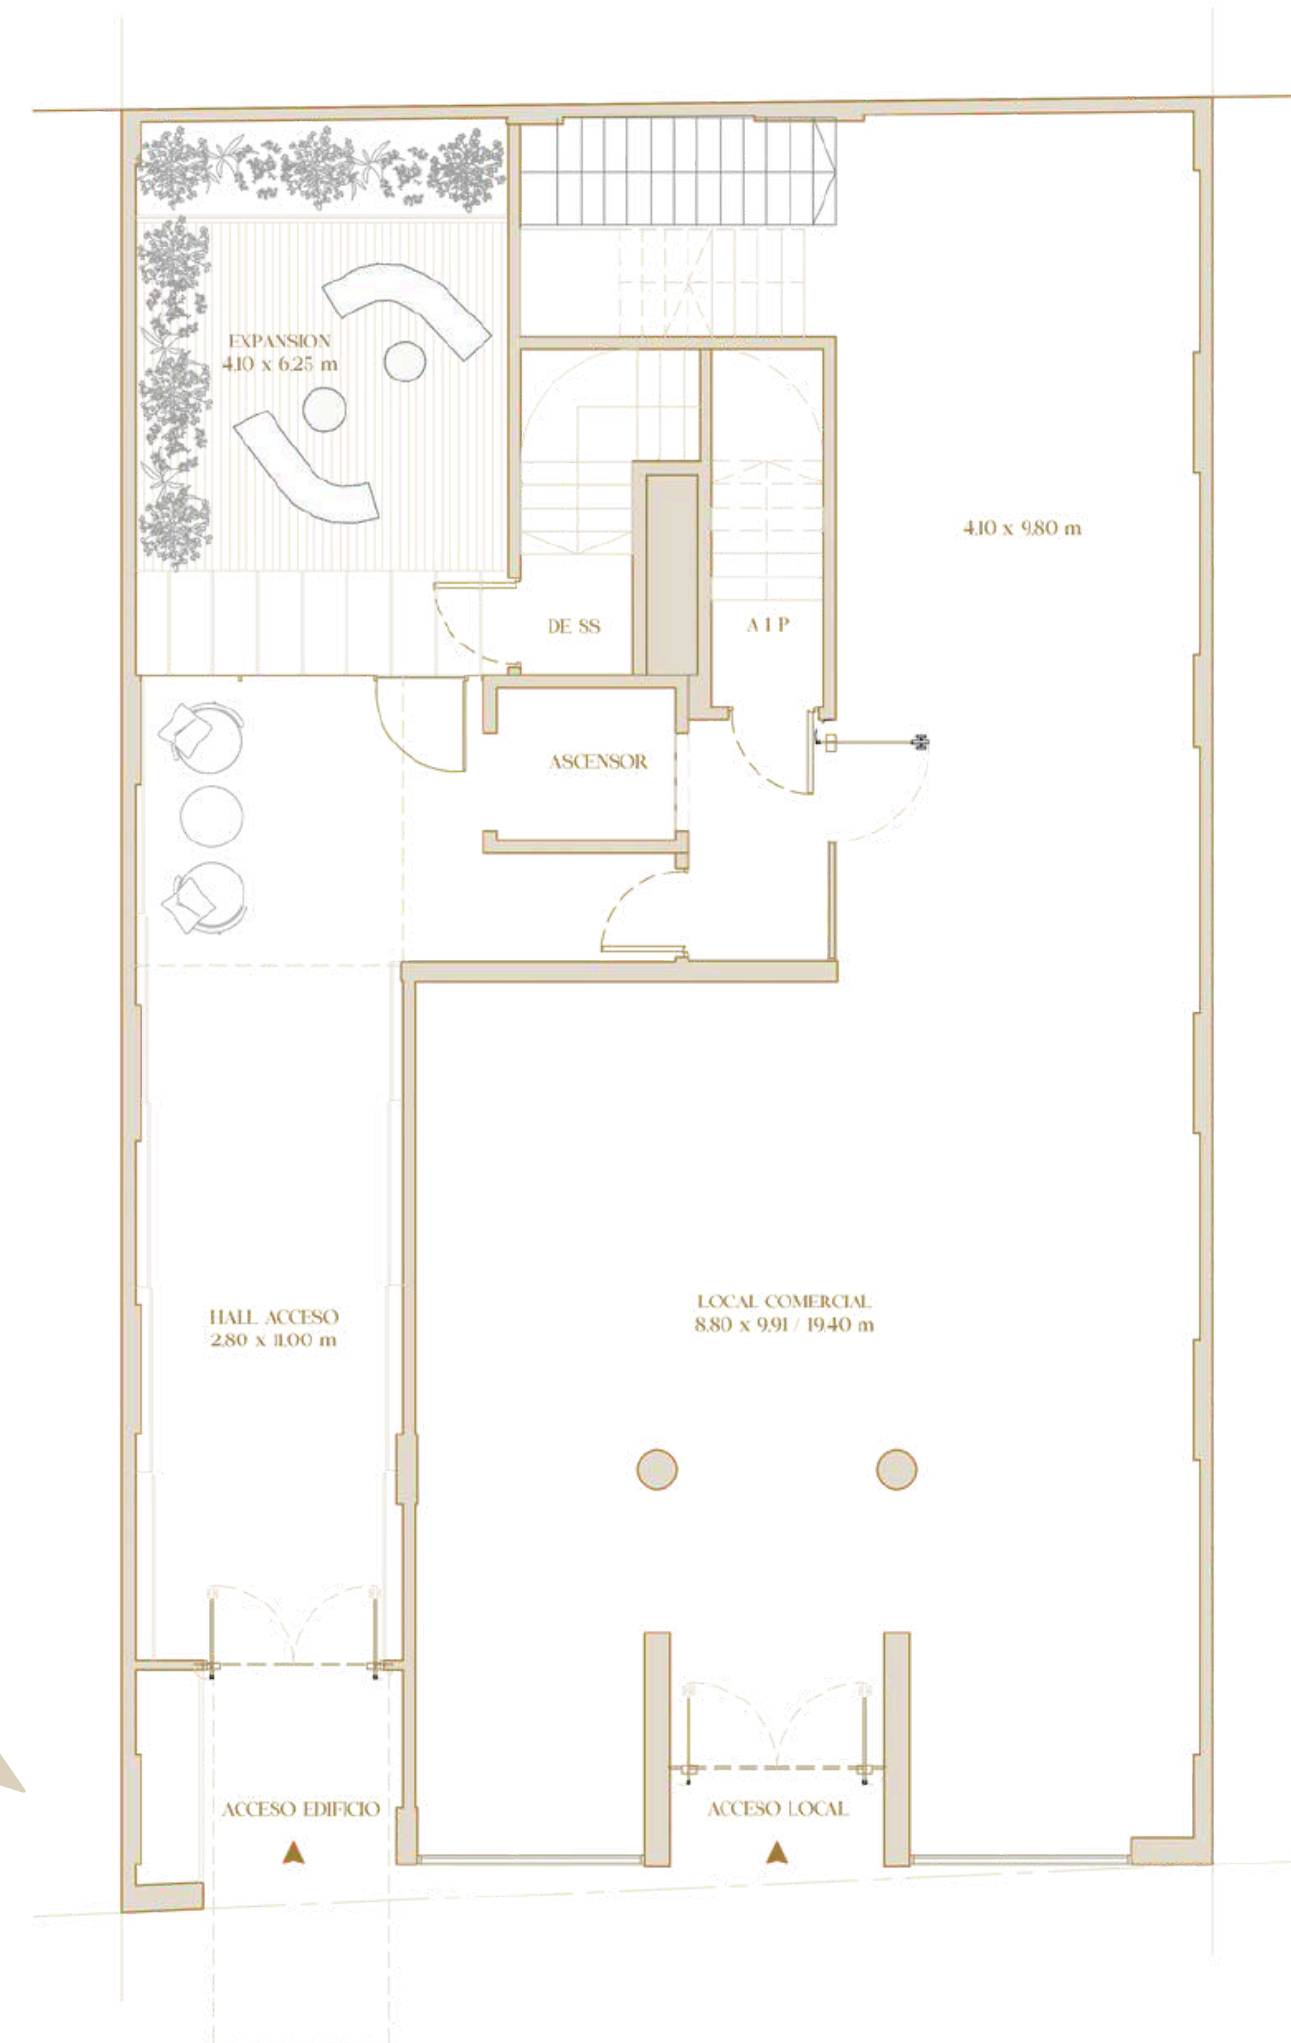 EXPANSION
4.10 x 6.25 m
4.10 x 9.80 m
DE SS
A 1 P
ASCENSOR
LOCAL COMERCIAL
8.80 x 9.91 / 19.40 m
HALL ACCESO
2.80 x 11.00 m
ACCESO EDIFICIO
ACCESO LOCAL